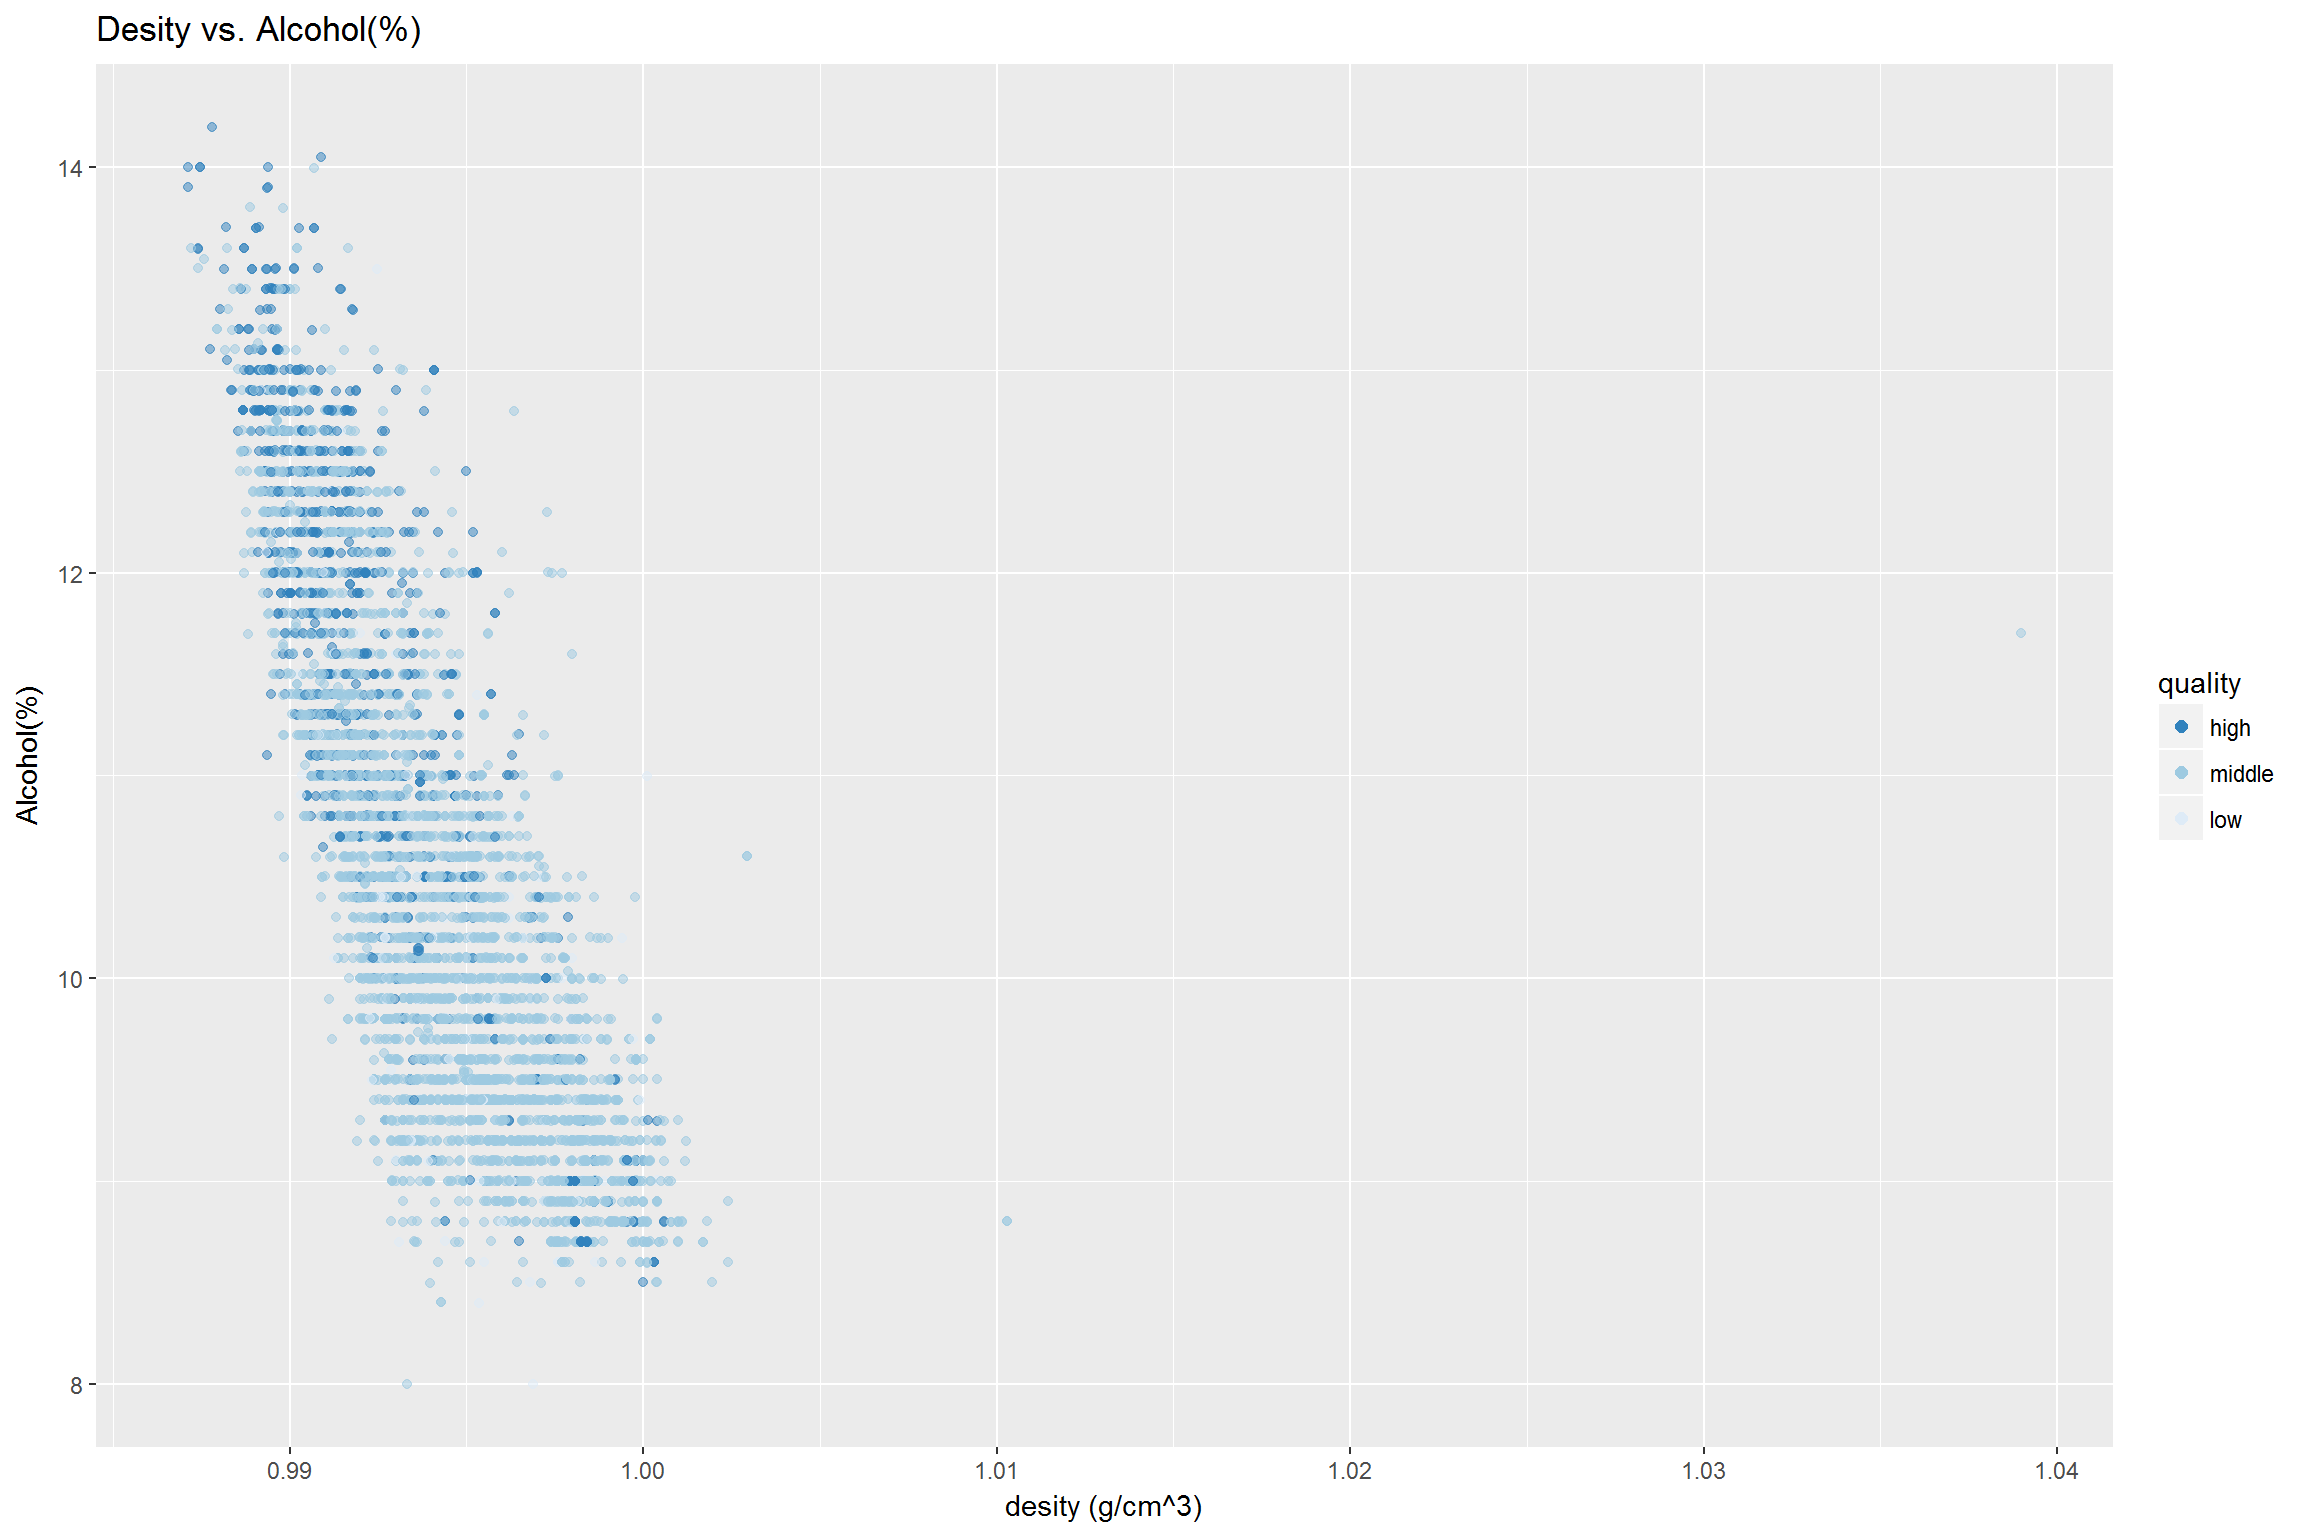 Desity vs. Alcohol(%)
Alcohol(%)
14
12
10
8
0.99
1.00
1.01
1.02
1.03
1.04
desity (g/cm^3)
quality
high
middle
low